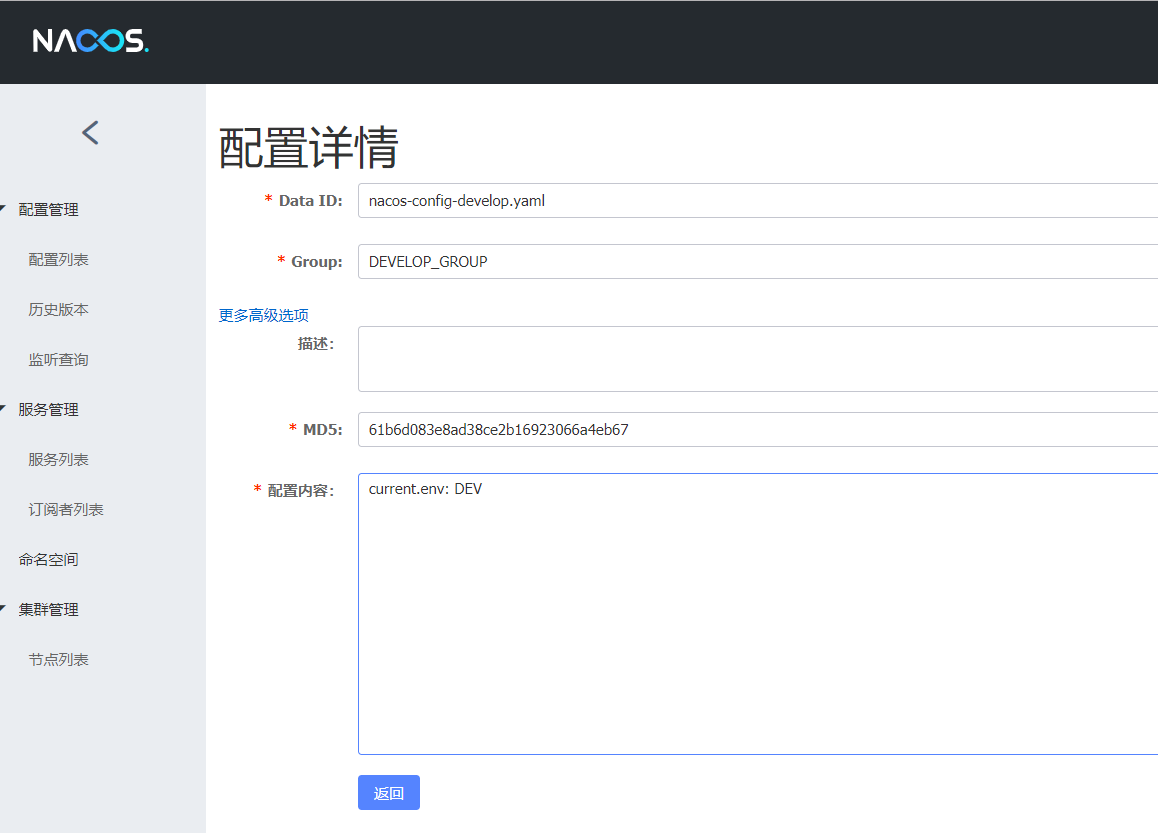 NACOS.
配置管理
配置列表
历史版本
监听查询
服务管理
服务列表
订阅者列表
命名空间
集群管理
节点列表
配置详情
* Data ID: nacos-config-develop.yaml
* Group: DEVELOP_GROUP
更多高级选项
描述:
* MD5: 61b6d083e8ad38ce2b16923066a4eb67
* 配置内容: current.env: DEV
返回